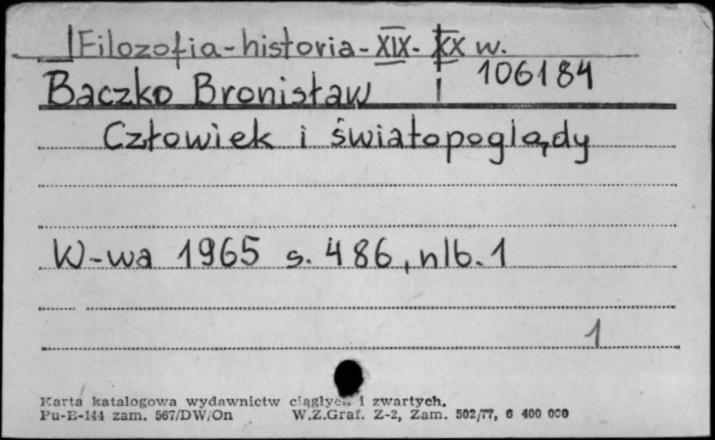 Filozofia-historia-XIX-XX w.
Baczko Bronisław 106184
Człowiek i światopoglądy
W-wa 1965 s. 486, nlb. 1
1
Karta katalogowa wydawnictw ciągłych i zwartych.
Pu-E-144 zam. 567/DW/On W.Z.Graf. Z-2, Zam. 502/77, 6 400 000